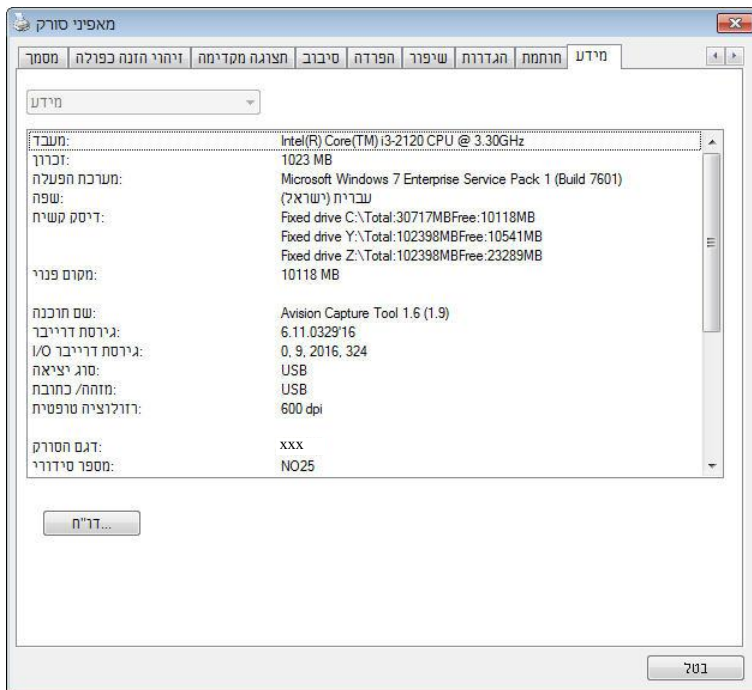 מאפיני סורק
מסמך זיהוי הזנה כפולה תצוגה מקדימה סיבוב הפרדה שיפור הגדרות חותמת מידע
מידע
מעבד: Intel(R) Core(TM) i3-2120 CPU @ 3.30GHz
זכרון: 1023 MB
מערכת הפעלה: Microsoft Windows 7 Enterprise Service Pack 1 (Build 7601)
שפה: עברית (ישראל)
דיסק קשיח: Fixed drive C:\Total:30717MBFree:10118MB
Fixed drive Y:\Total:102398MBFree:10541MB
Fixed drive Z:\Total:102398MBFree:23289MB
מקום פנוי: 10118 MB
שם תוכנה: Avision Capture Tool 1.6 (1.9)
גירסת דרייבר: 6.11.0329'16
גירסת דרייבר I/O: 0, 9, 2016, 324
סוג יציאה: USB
מזהה/ כתובת: USB
רזולוציה טופטית: 600 dpi
דגם הסורק: xxx
מספר סידורי: NO25
דר"ח...
בטל